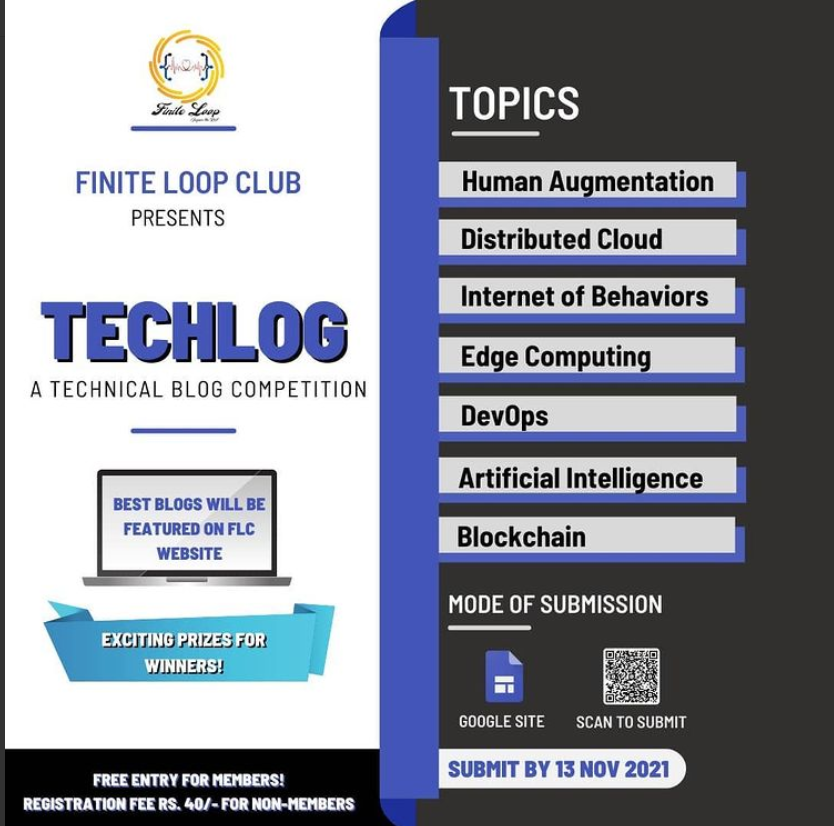 Finite Loop
FINITE LOOP CLUB
PRESENTS
TECHLOG
A TECHNICAL BLOG COMPETITION
BEST BLOGS WILL BE
FEATURED ON FLC
WEBSITE
EXCITING PRIZES FOR
WINNERS!
FREE ENTRY FOR MEMBERS!
REGISTRATION FEE RS. 40/- FOR NON-MEMBERS
TOPICS
Human Augmentation
Distributed Cloud
Internet of Behaviors
Edge Computing
DevOps
Artificial Intelligence
Blockchain
MODE OF SUBMISSION
GOOGLE SITE
SCAN TO SUBMIT
SUBMIT BY 13 NOV 2021